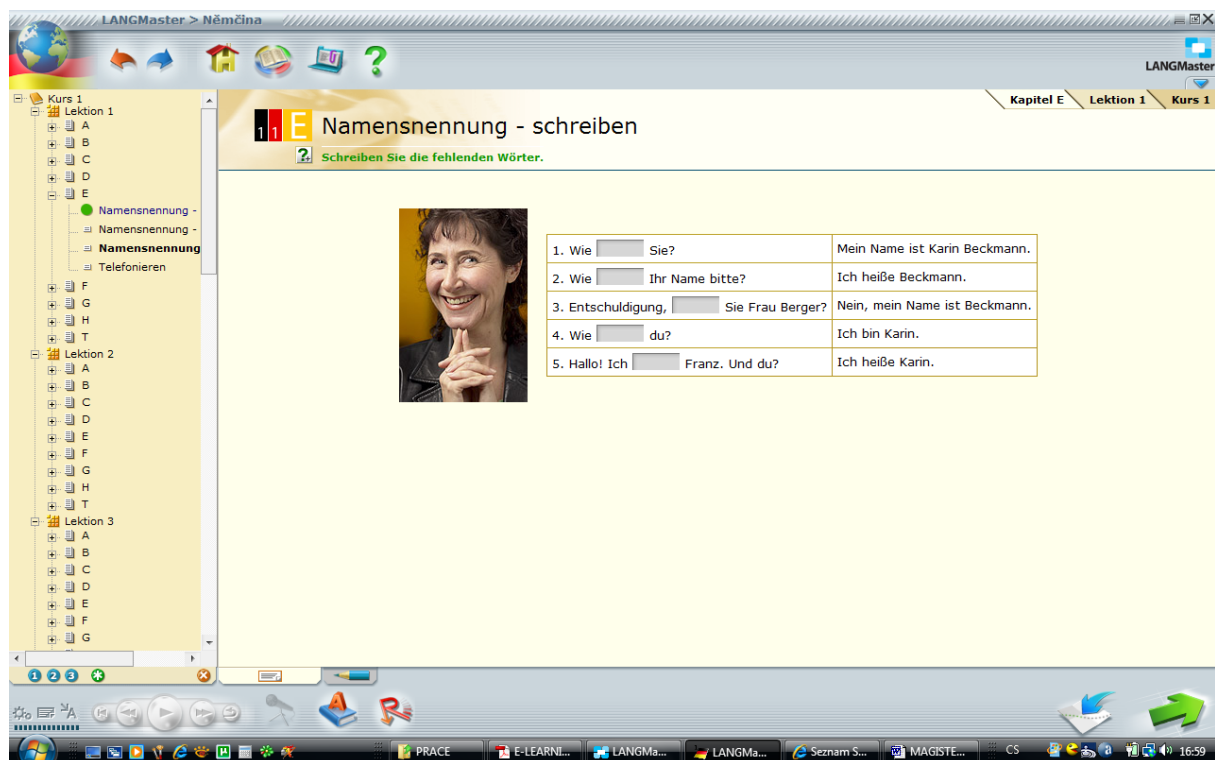 LANGMaster > Němčina
LANGMaster
Kapitel E
Lektion 1
Kurs 1
Kurs 1
Lektion 1
A
B
C
D
E
Namensnennung -
Namensnennung -
Namensnennung
Telefonieren
F
G
H
T
Lektion 2
A
B
C
D
E
F
G
H
T
Lektion 3
A
B
C
D
E
F
G
1 1 E Namensnennung - schreiben
Schreiben Sie die fehlenden Wörter.
1. Wie Sie? Mein Name ist Karin Beckmann.
2. Wie Ihr Name bitte? Ich heiße Beckmann.
3. Entschuldigung, Sie Frau Berger? Nein, mein Name ist Beckmann.
4. Wie du? Ich bin Karin.
5. Hallo! Ich Franz. Und du? Ich heiße Karin.
1 2 3
PRACE
E-LEARNI...
LANGMa...
LANGMa...
Seznam S...
MAGISTE...
CS
16:59